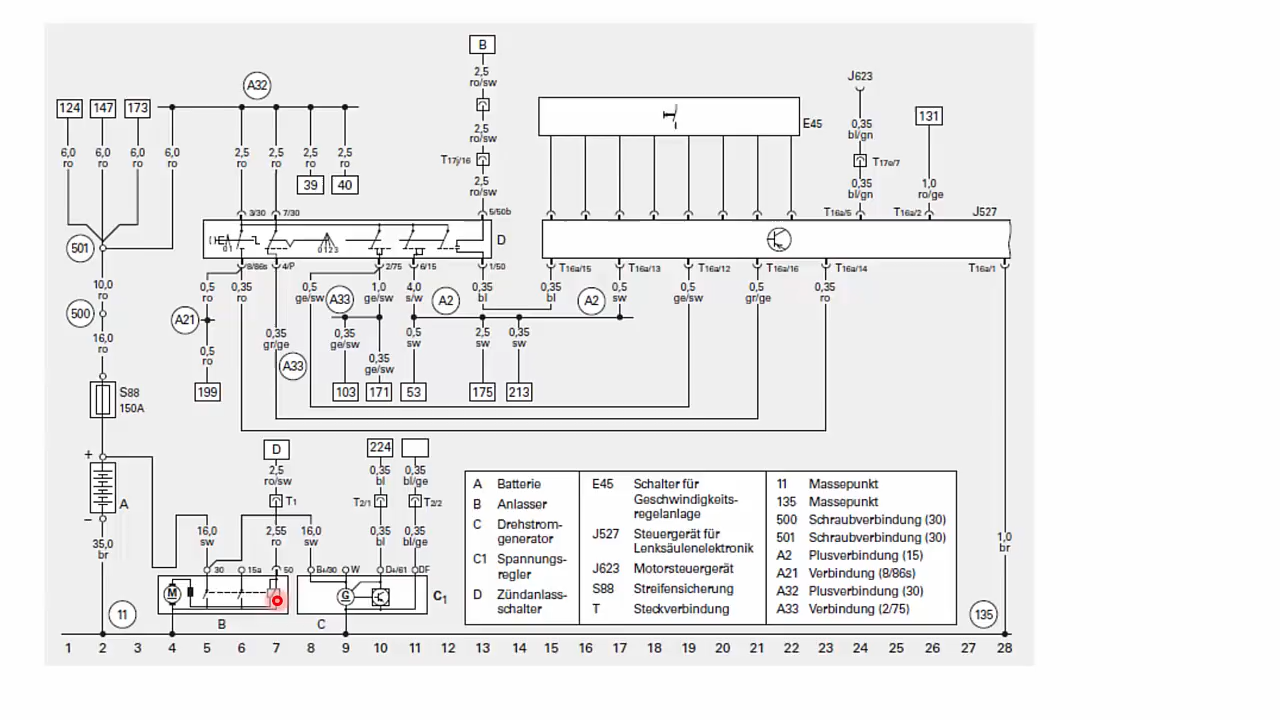 B
A32
J623
124 147 173
2,5
ro/sw
E45
131
0,35
bl/gn
2,5
ro/sw
6,0
ro
6,0
ro
6,0
ro
6,0
ro
2,5
ro
2,5
ro
2,5
ro
2,5
ro
T17j/16
T17e/7
39 40
2,5
ro/sw
0,35
bl/gn
1,0
ro/ge
3/30 7/30 5/50b T16a/5 T16a/2 J527
501
0 1
0 1 2 3
D
8/86s 4/P 2/75 6/15 1/50 T16a/15 T16a/13 T16a/12 T16a/16 T16a/14 T16a/1
10,0
ro
0,5
ro
0,35
ro
0,5
ge/sw
A33
1,0
ge/sw
4,0
s/w
A2
0,35
bl
0,35
bl
A2
0,5
sw
0,5
ge/sw
0,5
gr/ge
0,35
ro
500
A21
16,0
ro
0,5
ro
0,35
gr/ge
A33
0,35
ge/sw
0,35
ge/sw
0,5
sw
2,5
sw
0,35
sw
S88
150A
199 103 171 53 175 213
D 224
+
A
−
2,5
ro/sw
0,35
bl
0,35
bl/ge
T1 T2/1 T2/2
35,0
br
16,0
sw
2,55
ro
16,0
sw
0,35
bl
0,35
bl/ge
1,0
br
30 15a 50 B+/30 W D+/61 DF
M G C1
11 B C 135
A Batterie
B Anlasser
C Drehstrom-
generator
C1 Spannungs-
regler
D Zündanlass-
schalter
E45 Schalter für
Geschwindigkeits-
regelanlage
J527 Steuergerät für
Lenksäulenelektronik
J623 Motorsteuergerät
S88 Streifensicherung
T Steckverbindung
11 Massepunkt
135 Massepunkt
500 Schraubverbindung (30)
501 Schraubverbindung (30)
A2 Plusverbindung (15)
A21 Verbindung (8/86s)
A32 Plusverbindung (30)
A33 Verbindung (2/75)
1 2 3 4 5 6 7 8 9 10 11 12 13 14 15 16 17 18 19 20 21 22 23 24 25 26 27 28